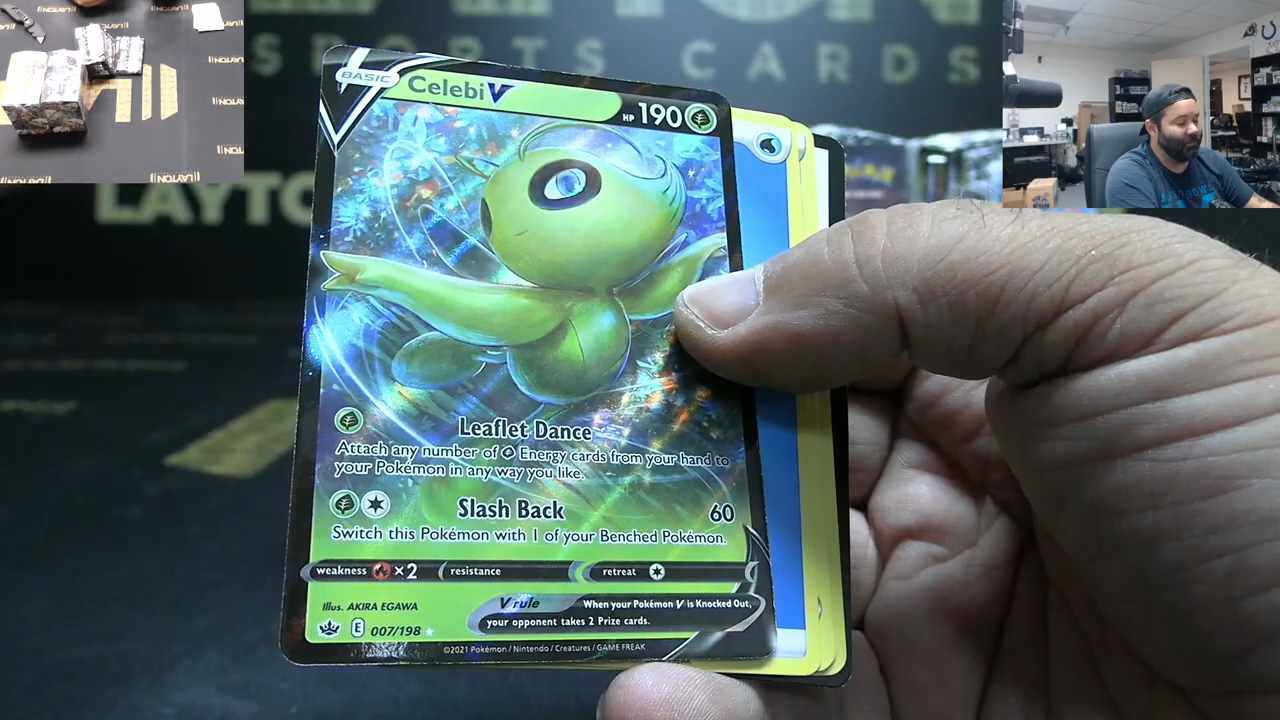 LAYTON
SPORTS CARDS
LAYTO
BASIC
Celebi V
HP 190
Leaflet Dance
Attach any number of Energy cards from your hand to
your Pokémon in any way you like.
Slash Back 60
Switch this Pokémon with 1 of your Benched Pokémon.
weakness ×2 resistance retreat
Illus. AKIRA EGAWA
V rule When your Pokémon V is Knocked Out,
your opponent takes 2 Prize cards.
E 007/198
©2021 Pokémon / Nintendo / Creatures / GAME FREAK